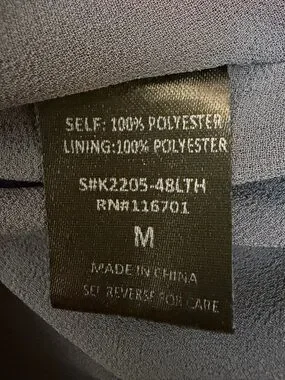 SELF: 100% POLYESTER
LINING:100% POLYESTER
S#K2205-48LTH
RN#116701
M
MADE IN CHINA
SEE REVERSE FOR CARE